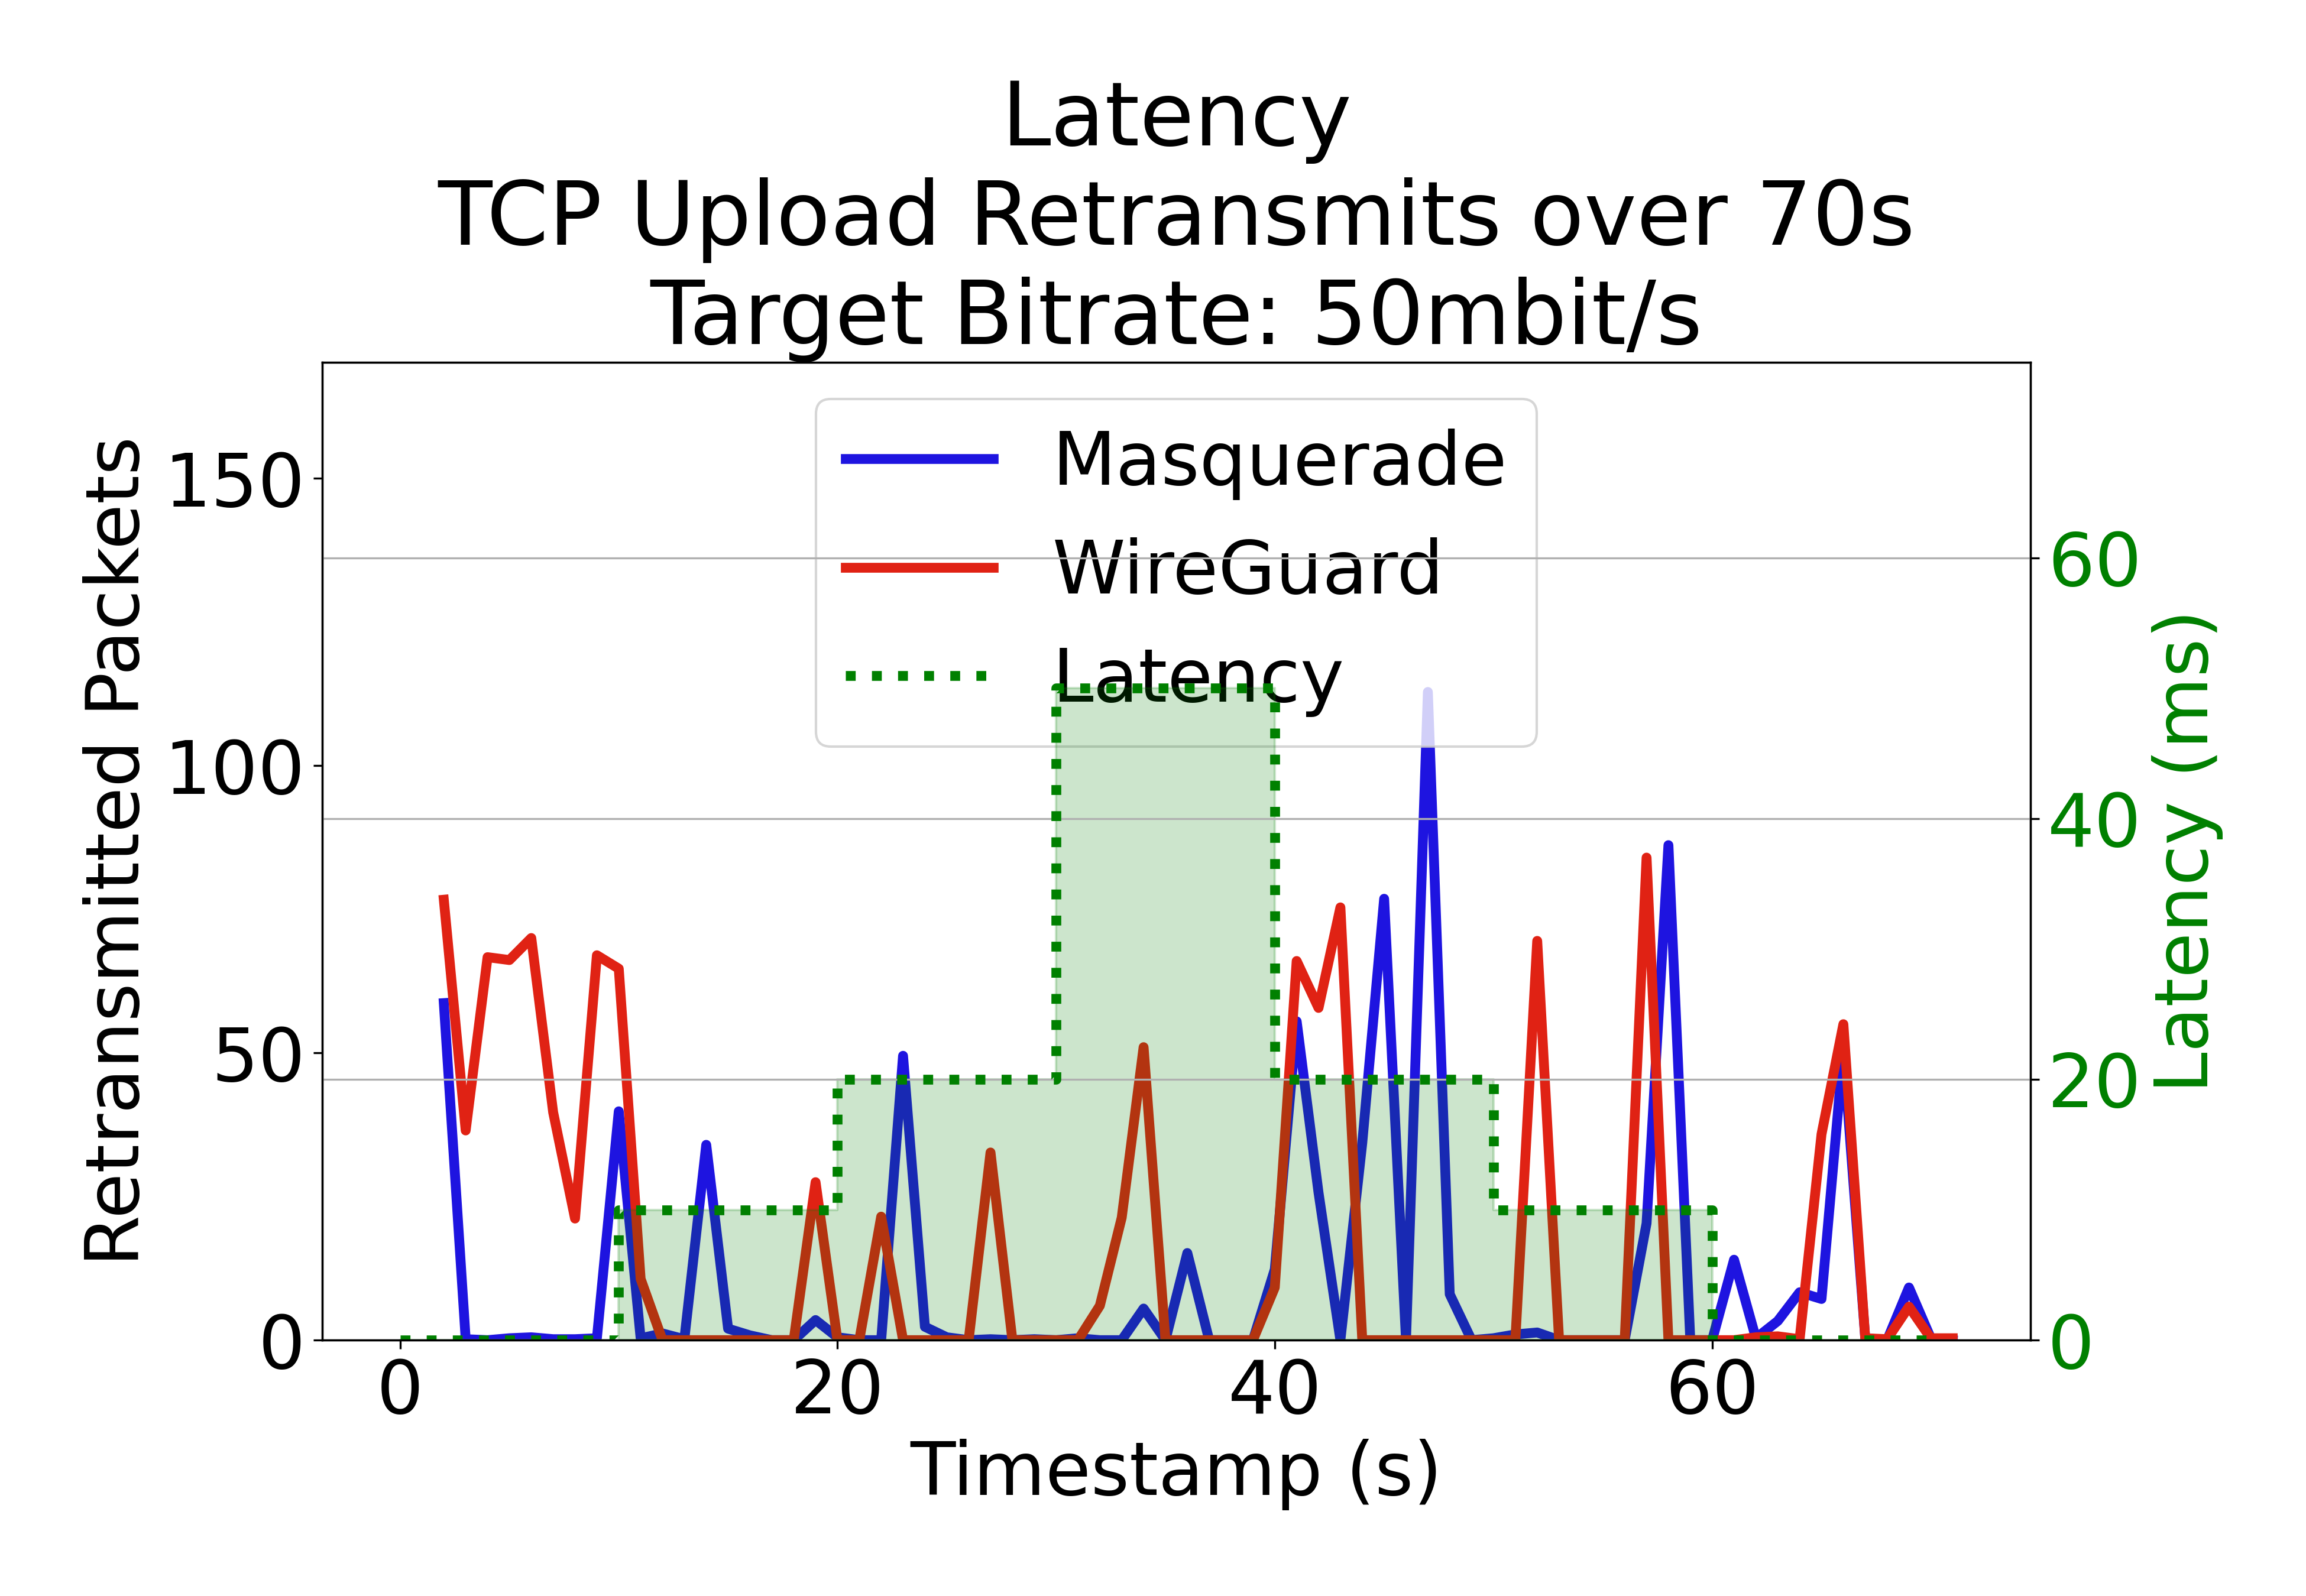 Latency
TCP Upload Retransmits over 70s
Target Bitrate: 50mbit/s
Retransmitted Packets
150
100
50
0
Masquerade
WireGuard
Latency
60
40
20
0
Latency (ms)
0
20
40
60
Timestamp (s)